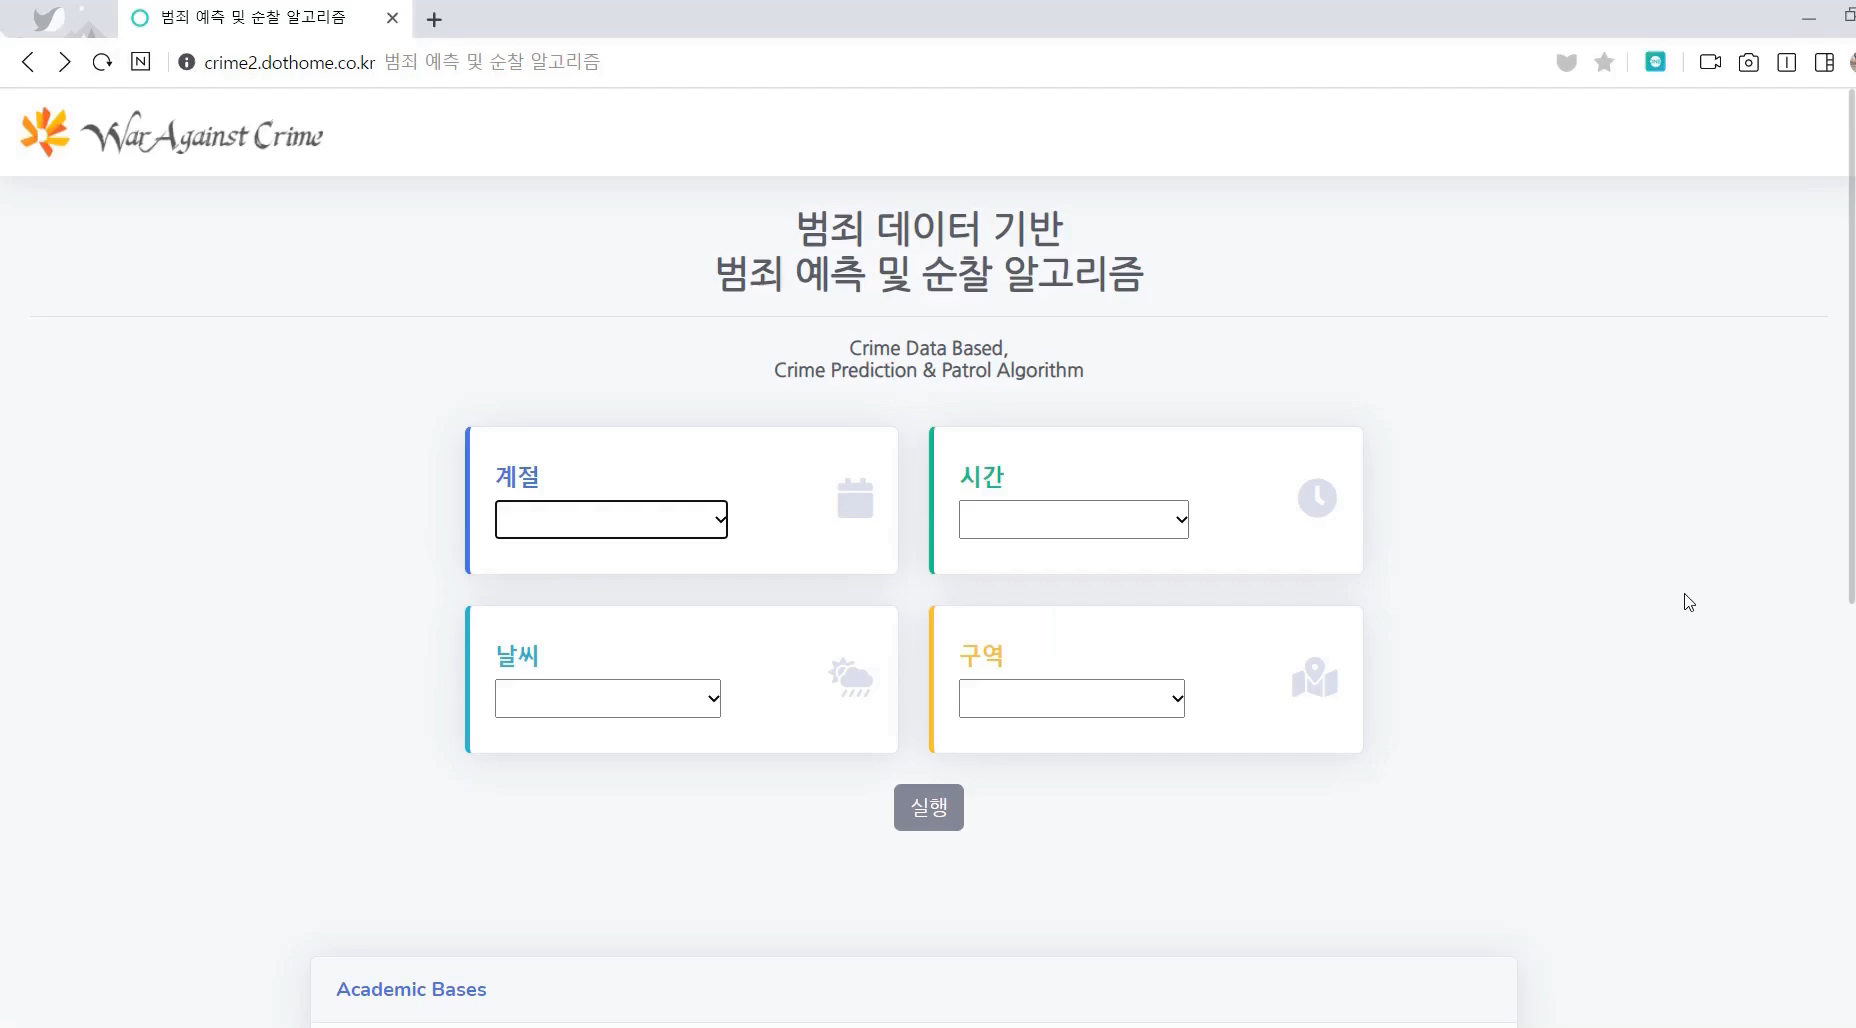 범죄 예측 및 순찰 알고리즘
crime2.dothome.co.kr 범죄 예측 및 순찰 알고리즘
War Against Crime
범죄 데이터 기반
범죄 예측 및 순찰 알고리즘
Crime Data Based,
Crime Prediction & Patrol Algorithm
계절
시간
날씨
구역
실행
Academic Bases